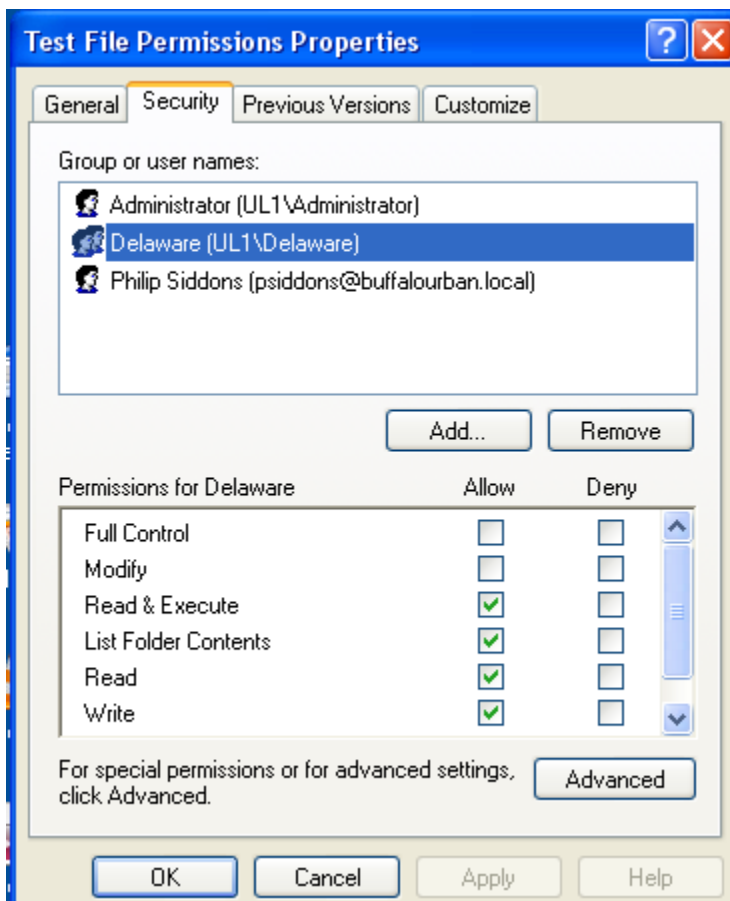 Test File Permissions Properties
General Security Previous Versions Customize
Group or user names:
Administrator (UL1\Administrator)
Delaware (UL1\Delaware)
Philip Siddons (psiddons@buffalourban.local)
Add... Remove
Permissions for Delaware Allow Deny
Full Control
Modify
Read & Execute
List Folder Contents
Read
Write
For special permissions or for advanced settings,
click Advanced.
Advanced
OK Cancel Apply Help